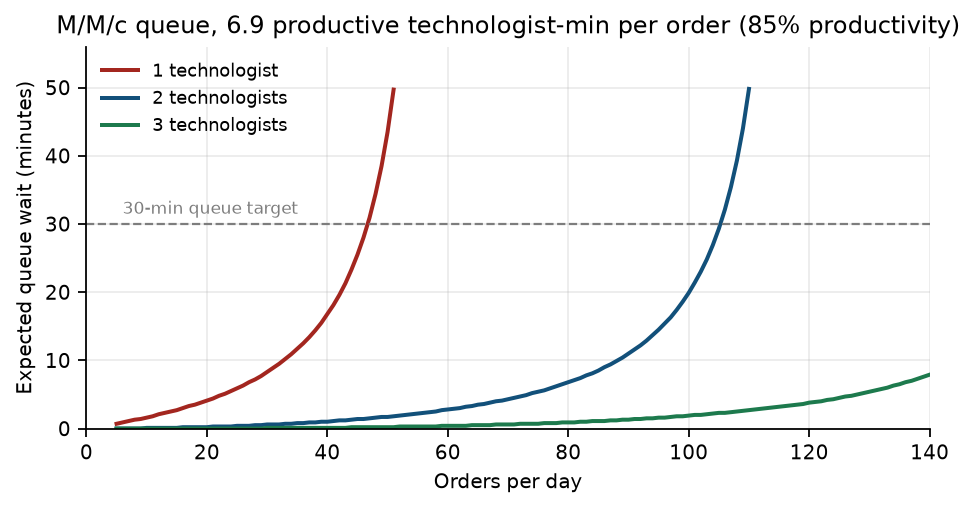 M/M/c queue, 6.9 productive technologist-min per order (85% productivity)
1 technologist
2 technologists
3 technologists
30-min queue target
Expected queue wait (minutes)
50
40
30
20
10
0
0 20 40 60 80 100 120 140
Orders per day